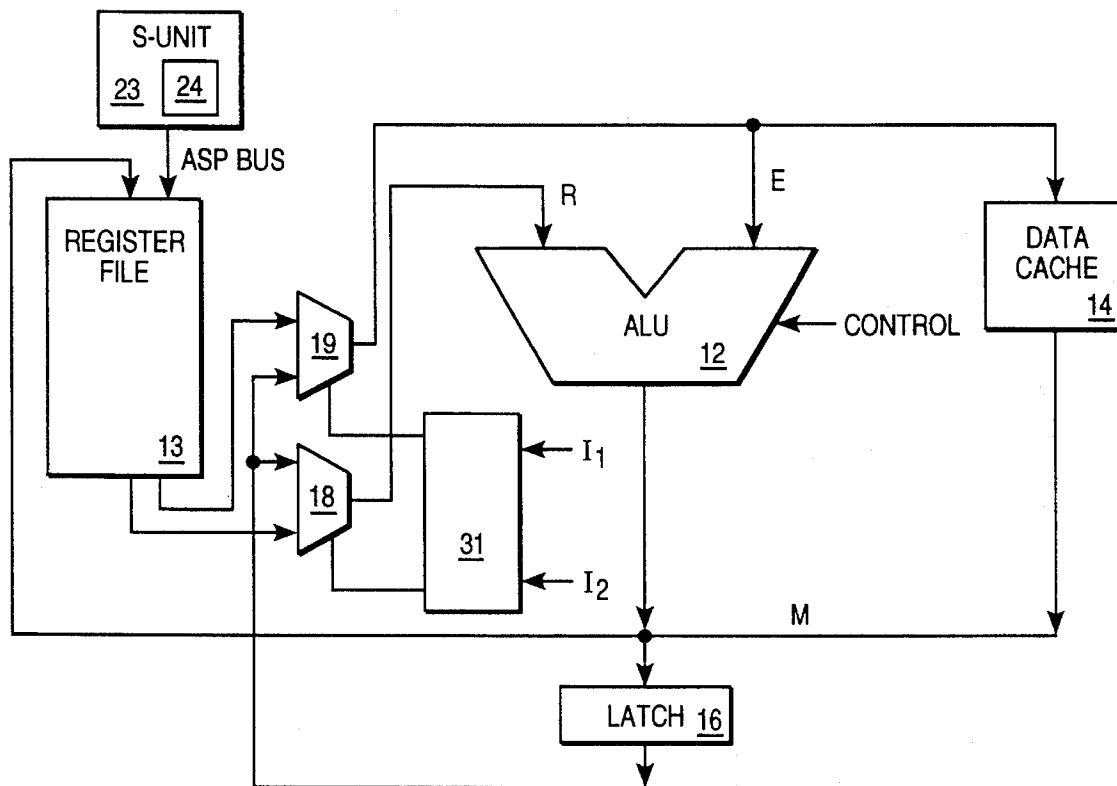 S-UNIT
23
24
ASP BUS
REGISTER
FILE
13
19
18
31
I1
I2
R
E
ALU
12
CONTROL
DATA
CACHE
14
M
LATCH 16